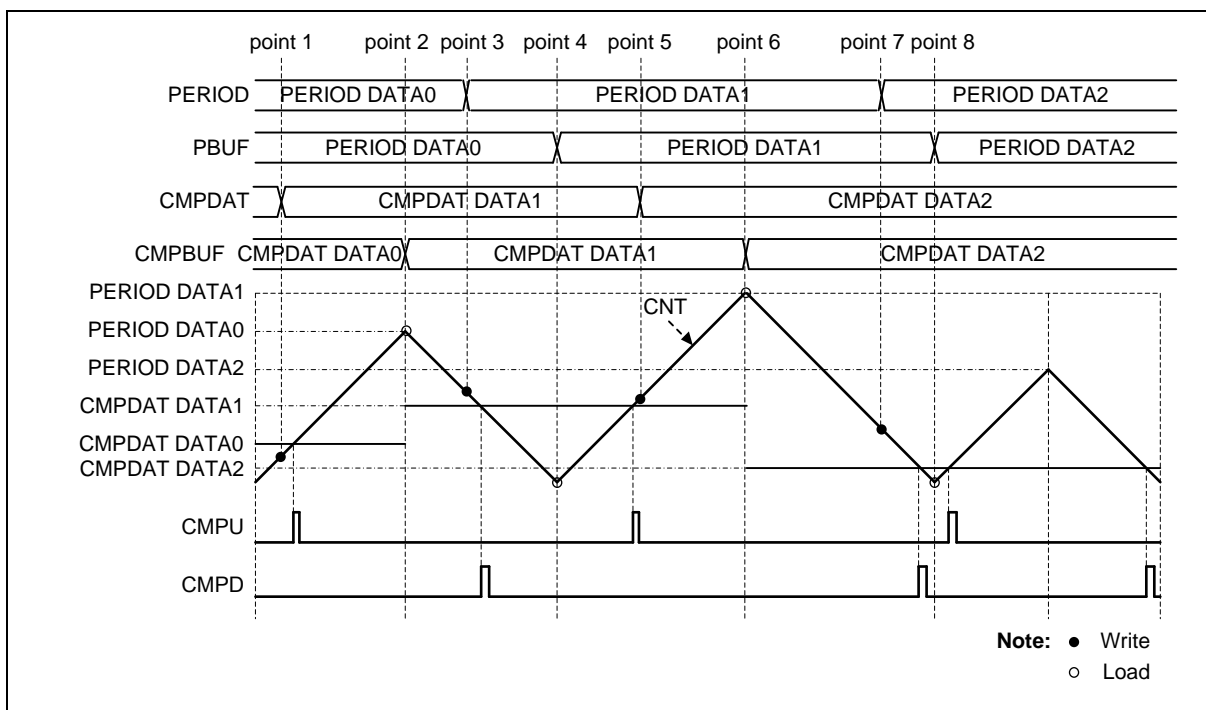 point 1 point 2 point 3 point 4 point 5 point 6 point 7 point 8
PERIOD PERIOD DATA0 PERIOD DATA1 PERIOD DATA2
PBUF PERIOD DATA0 PERIOD DATA1 PERIOD DATA2
CMPDAT CMPDAT DATA1 CMPDAT DATA2
CMPBUF CMPDAT DATA0 CMPDAT DATA1 CMPDAT DATA2
PERIOD DATA1
CNT
PERIOD DATA0
PERIOD DATA2
CMPDAT DATA1
CMPDAT DATA0
CMPDAT DATA2
CMPU
CMPD
Note: ● Write
○ Load